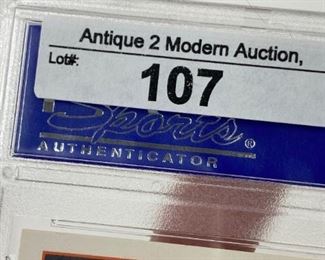 Antique 2 Modern Auction,
Lot#:
107
Sports®
AUTHENTICATOR